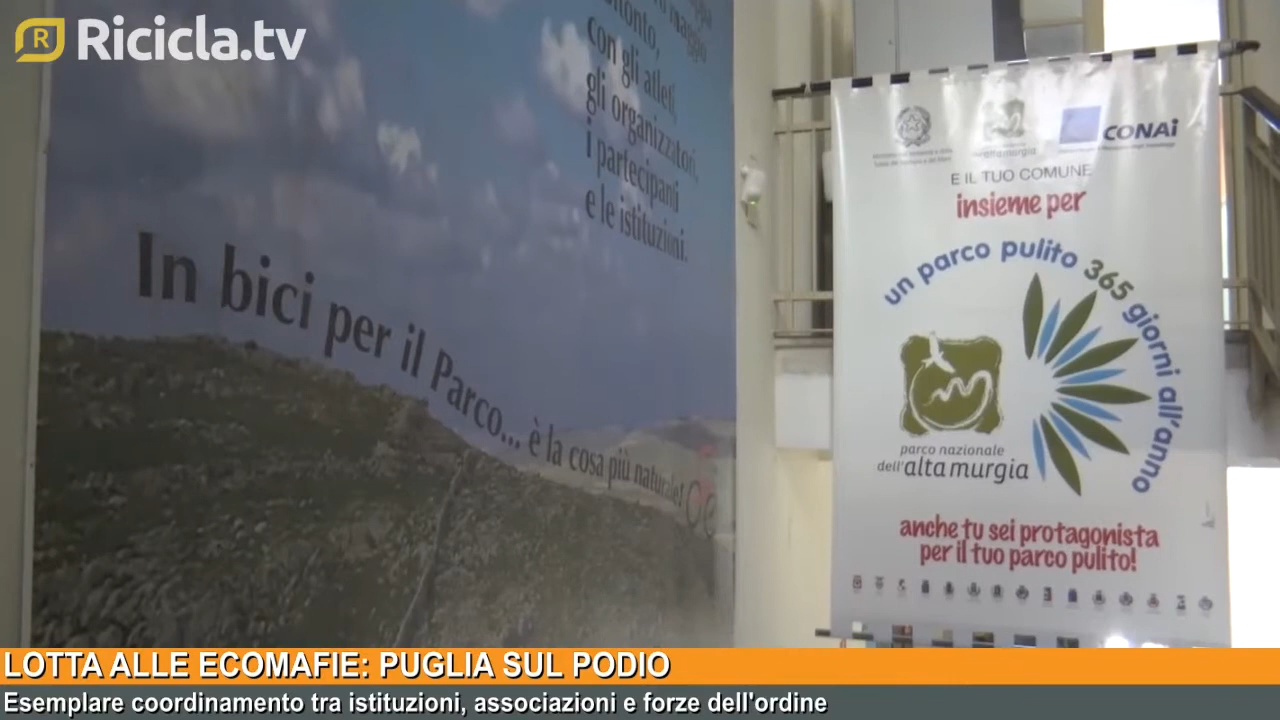 Ricicla.tv
maggio
con gli atleti,
gli organizzatori,
i partecipanti
e le istituzioni.
In bici per il Parco... è la cosa più naturale!
CONAI
altamurgia
E IL TUO COMUNE
insieme per
un parco pulito 365 giorni all'anno
parco nazionale
dell'altamurgia
anche tu sei protagonista
per il tuo parco pulito!
LOTTA ALLE ECOMAFIE: PUGLIA SUL PODIO
Esemplare coordinamento tra istituzioni, associazioni e forze dell'ordine